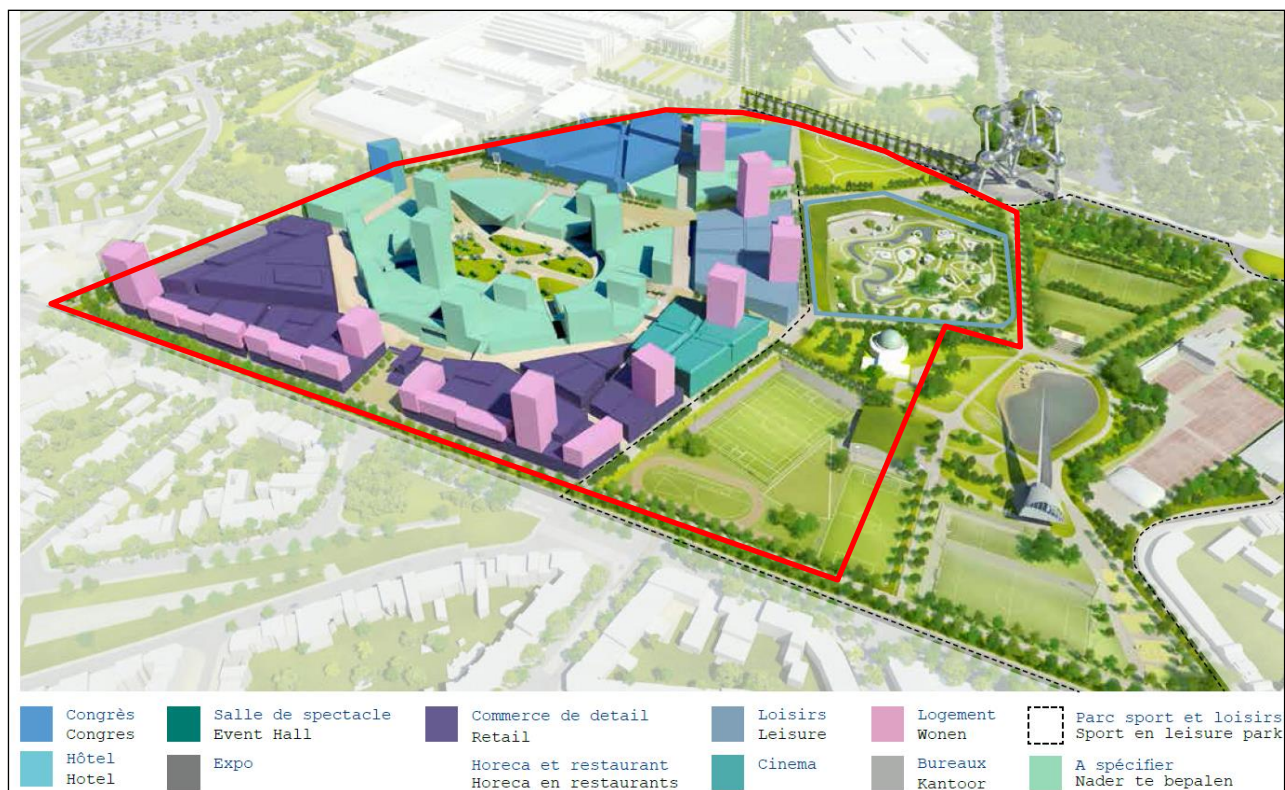 Congrès
Congres
Salle de spectacle
Event Hall
Commerce de detail
Retail
Loisirs
Leisure
Logement
Wonen
Parc sport et loisirs
Sport en leisure park
Hôtel
Hotel
Expo
Horeca et restaurant
Horeca en restaurants
Cinema
Bureaux
Kantoor
A spécifier
Nader te bepalen